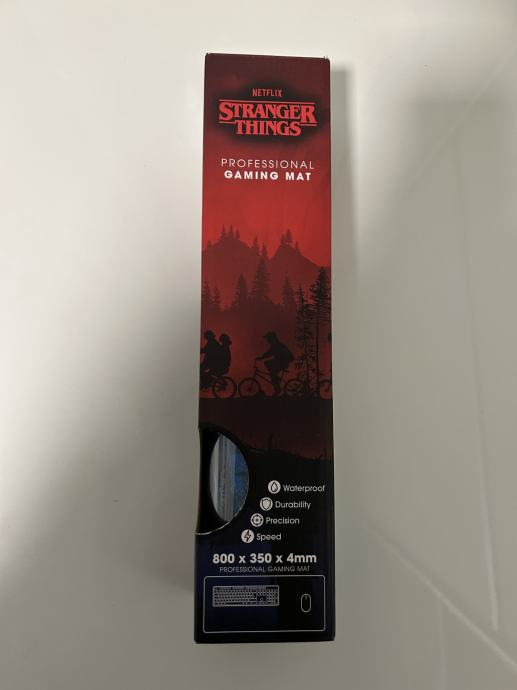 NETFLIX
STRANGER
THINGS
PROFESSIONAL
GAMING MAT
Waterproof
Durability
Precision
Speed
800 x 350 x 4mm
PROFESSIONAL GAMING MAT